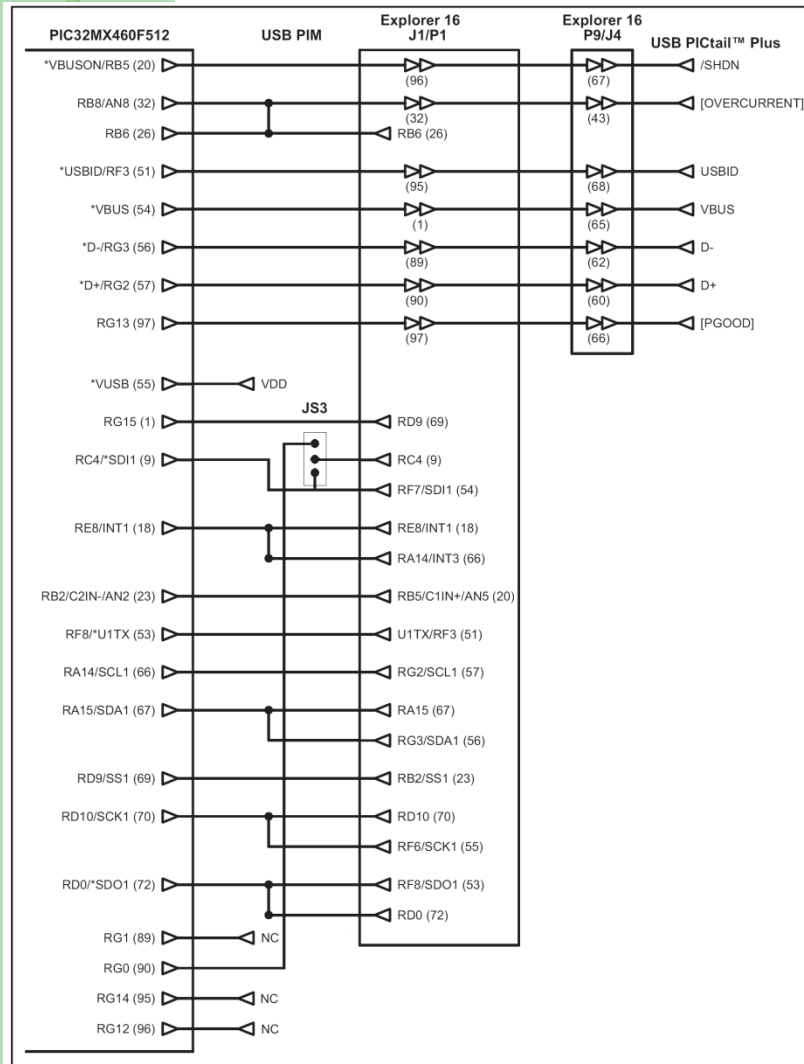 PIC32MX460F512 USB PIM Explorer 16 J1/P1 Explorer 16 P9/J4 USB PICtail™ Plus
*VBUSON/RB5 (20) (96) (67) /SHDN
RB8/AN8 (32) (32) (43) [OVERCURRENT]
RB6 (26) RB6 (26)
*USBID/RF3 (51) (95) (68) USBID
*VBUS (54) (1) (65) VBUS
*D-/RG3 (56) (89) (62) D-
*D+/RG2 (57) (90) (60) D+
RG13 (97) (97) (66) [PGOOD]
*VUSB (55) VDD
JS3
RG15 (1) RD9 (69)
RC4/*SDI1 (9) RC4 (9)
RF7/SDI1 (54)
RE8/INT1 (18) RE8/INT1 (18)
RA14/INT3 (66)
RB2/C2IN-/AN2 (23) RB5/C1IN+/AN5 (20)
RF8/*U1TX (53) U1TX/RF3 (51)
RA14/SCL1 (66) RG2/SCL1 (57)
RA15/SDA1 (67) RA15 (67)
RG3/SDA1 (56)
RD9/SS1 (69) RB2/SS1 (23)
RD10/SCK1 (70) RD10 (70)
RF6/SCK1 (55)
RD0/*SDO1 (72) RF8/SDO1 (53)
RD0 (72)
RG1 (89) NC
RG0 (90)
RG14 (95) NC
RG12 (96) NC